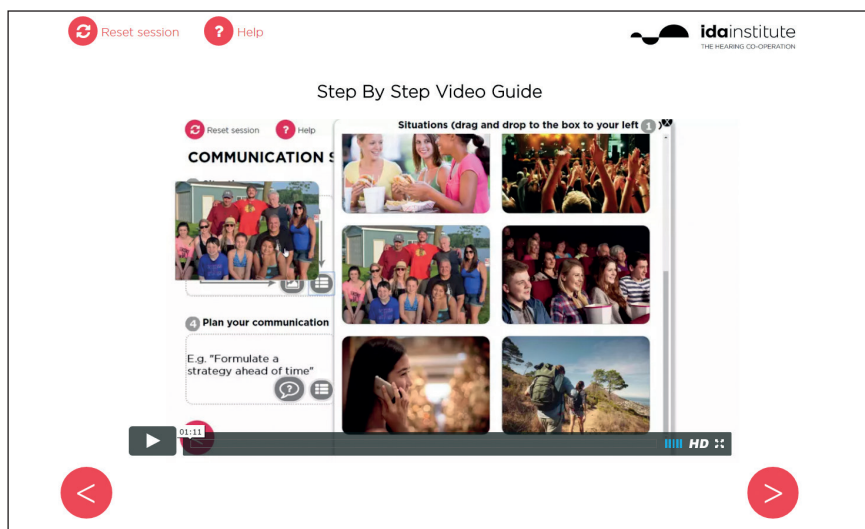 Reset session
? Help
idainstitute
THE HEARING CO-OPERATION
Step By Step Video Guide
Reset session
? Help
Situations (drag and drop to the box to your left 1 ) X
COMMUNICATION S
4 Plan your communication
E.g. "Formulate a
strategy ahead of time"
?
01:11
HD
<
>